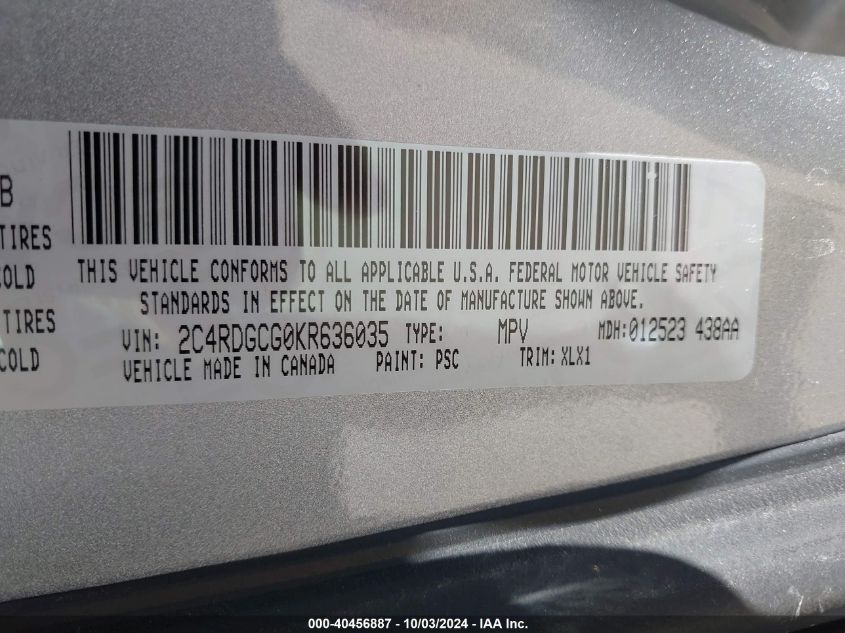 B
TIRES
COLD
TIRES
COLD
THIS VEHICLE CONFORMS TO ALL APPLICABLE U.S.A. FEDERAL MOTOR VEHICLE SAFETY
STANDARDS IN EFFECT ON THE DATE OF MANUFACTURE SHOWN ABOVE.
VIN: 2C4RDGCG0KR636035 TYPE: MPV MDH:012523 438AA
VEHICLE MADE IN CANADA PAINT: PSC TRIM: XLX1
000-40456887 - 10/03/2024 - IAA Inc.